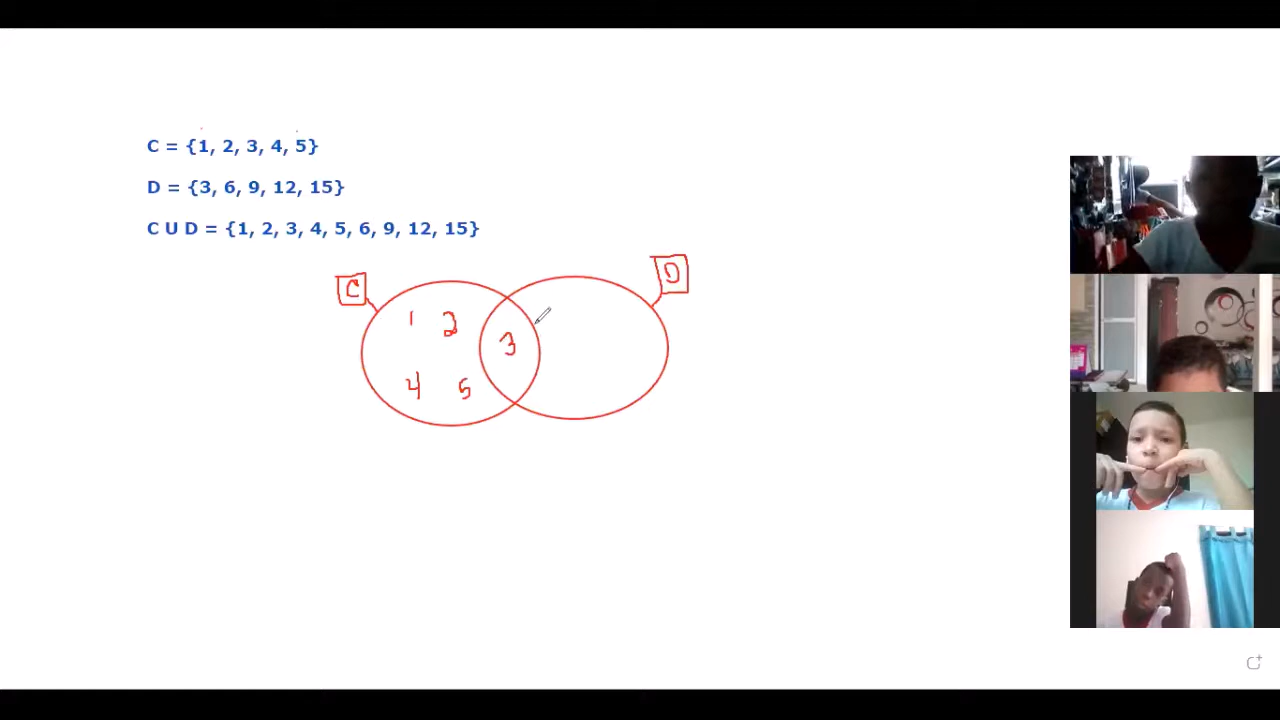 C = {1, 2, 3, 4, 5}
D = {3, 6, 9, 12, 15}
C U D = {1, 2, 3, 4, 5, 6, 9, 12, 15}
C
D
1 2
3
4 5